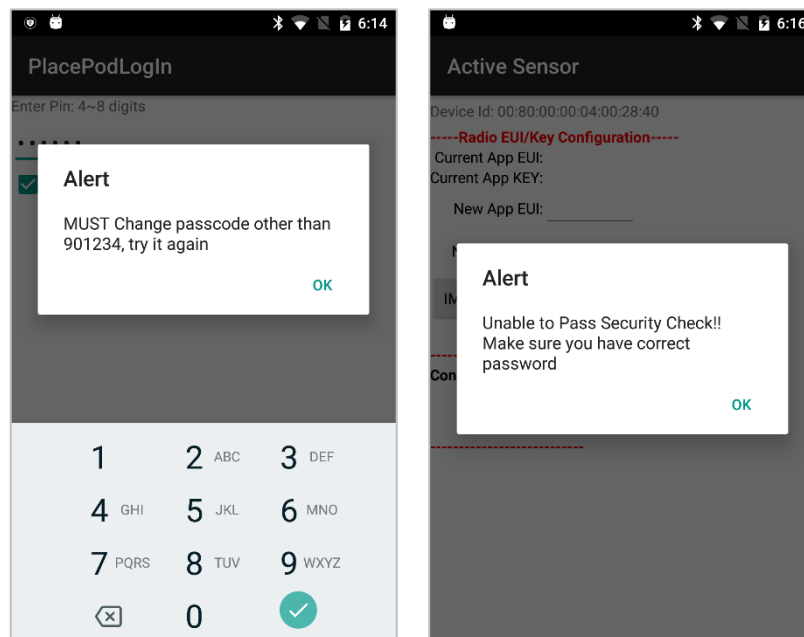 6:14
PlacePodLogIn
Enter Pin: 4~8 digits
Alert
MUST Change passcode other than
901234, try it again
OK
1
2 ABC
3 DEF
4 GHI
5 JKL
6 MNO
7 PQRS
8 TUV
9 WXYZ
0
6:16
Active Sensor
Device Id: 00:80:00:00:04:00:28:40
-----Radio EUI/Key Configuration-----
Current App EUI:
Current App KEY:
New App EUI:
Alert
Unable to Pass Security Check!!
Make sure you have correct
password
OK